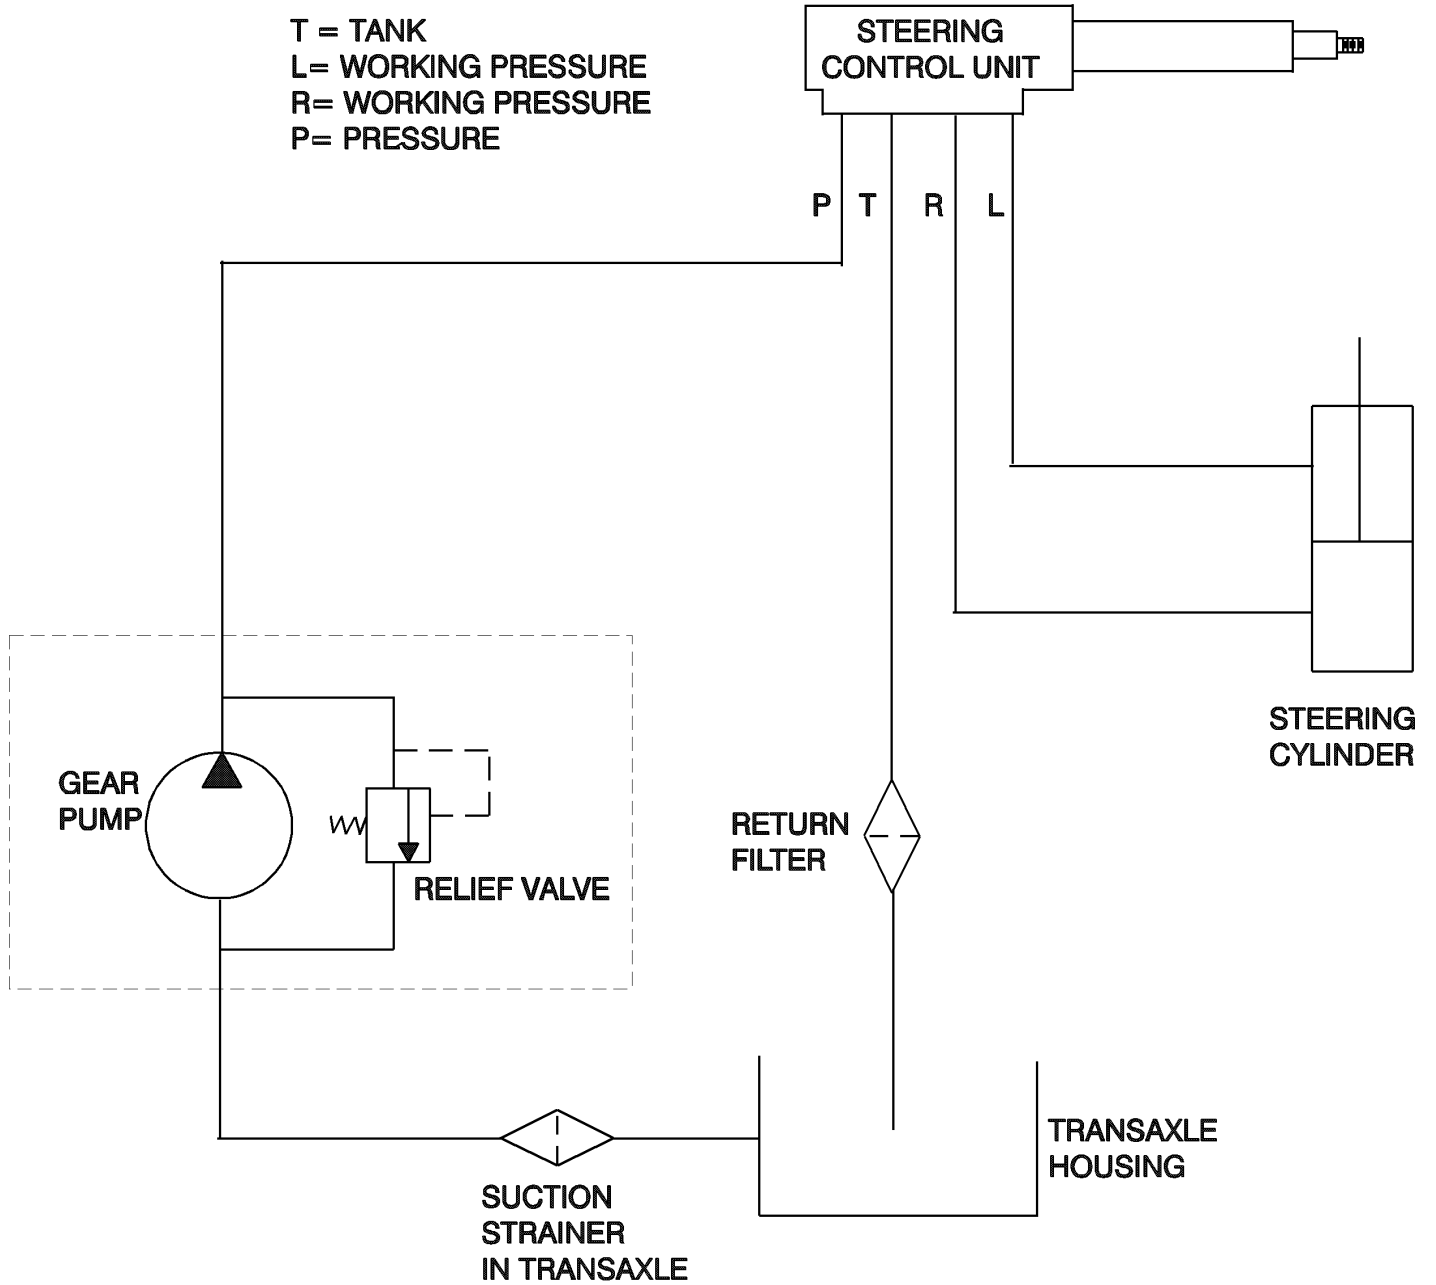 T = TANK
L= WORKING PRESSURE
R= WORKING PRESSURE
P= PRESSURE
STEERING
CONTROL UNIT
P T R L
STEERING
CYLINDER
GEAR
PUMP
RELIEF VALVE
RETURN
FILTER
TRANSAXLE
HOUSING
SUCTION
STRAINER
IN TRANSAXLE